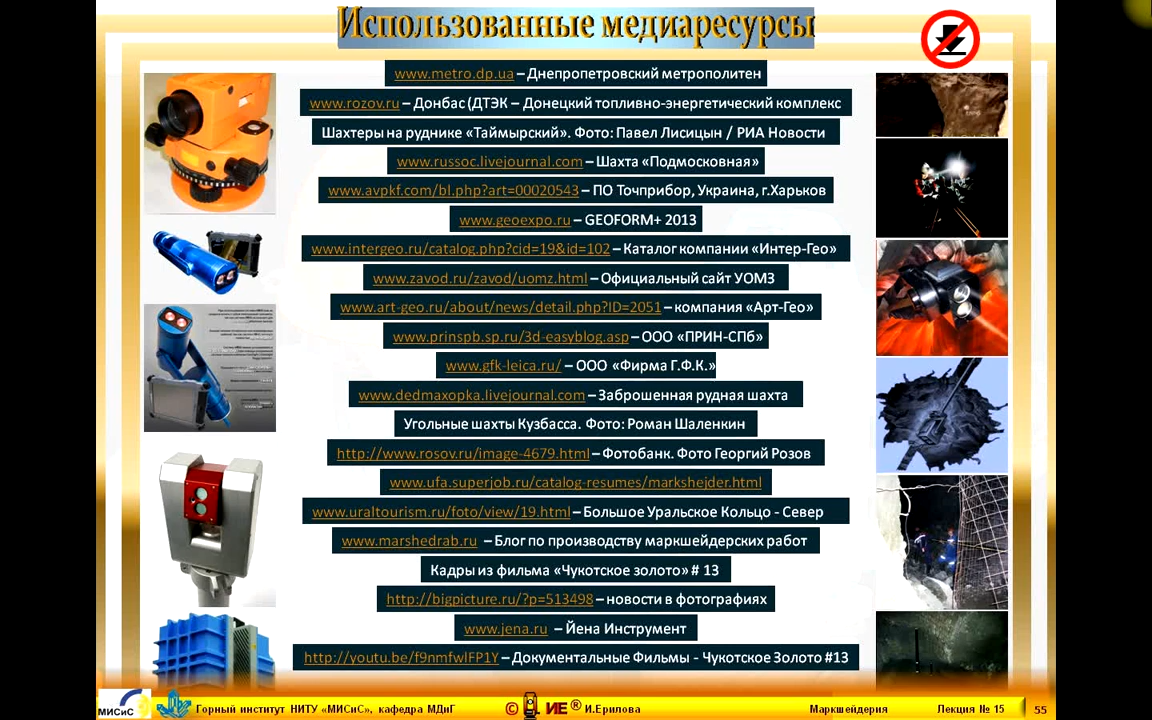 Использованные медиаресурсы
www.metro.dp.ua – Днепропетровский метрополитен
www.rozov.ru – Донбас (ДТЭК – Донецкий топливно-энергетический комплекс
Шахтеры на руднике «Таймырский». Фото: Павел Лисицын / РИА Новости
www.russoc.livejournal.com – Шахта «Подмосковная»
www.avpkf.com/bl.php?art=00020543 – ПО Точприбор, Украина, г.Харьков
www.geoexpo.ru – GEOFORM+ 2013
www.intergeo.ru/catalog.php?cid=19&id=102 – Каталог компании «Интер-Гео»
www.zavod.ru/zavod/uomz.html – Официальный сайт УОМЗ
www.art-geo.ru/about/news/detail.php?ID=2051 – компания «Арт-Гео»
www.prinspb.sp.ru/3d-easyblog.asp – ООО «ПРИН-СПб»
www.gfk-leica.ru/ – ООО «Фирма Г.Ф.К.»
www.dedmaxopka.livejournal.com – Заброшенная рудная шахта
Угольные шахты Кузбасса. Фото: Роман Шаленкин
http://www.rosov.ru/image-4679.html – Фотобанк. Фото Георгий Розов
www.ufa.superjob.ru/catalog-resumes/markshejder.html
www.uraltourism.ru/foto/view/19.html – Большое Уральское Кольцо - Север
www.marshedrab.ru – Блог по производству маркшейдерских работ
Кадры из фильма «Чукотское золото» # 13
http://bigpicture.ru/?p=513498 – новости в фотографиях
www.jena.ru – Йена Инструмент
http://youtu.be/f9nmfwlFP1Y – Документальные Фильмы - Чукотское Золото #13
МИСиС Горный институт НИТУ «МИСиС», кафедра МДиГ © ИЕ ® И.Ерилова Маркшейдерия Лекция № 15 55